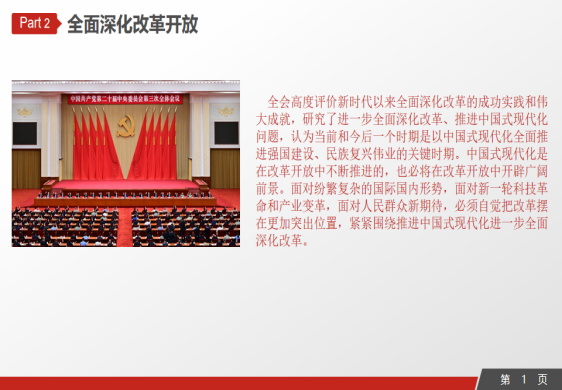 Part 2 全面深化改革开放
中国共产党第二十届中央委员会第三次全体会议
全会高度评价新时代以来全面深化改革的成功实践和伟
大成就，研究了进一步全面深化改革、推进中国式现代化
问题，认为当前和今后一个时期是以中国式现代化全面推
进强国建设、民族复兴伟业的关键时期。中国式现代化是
在改革开放中不断推进的，也必将在改革开放中开辟广阔
前景。面对纷繁复杂的国际国内形势，面对新一轮科技革
命和产业变革，面对人民群众新期待，必须自觉把改革摆
在更加突出位置，紧紧围绕推进中国式现代化进一步全面
深化改革。
第 1 页